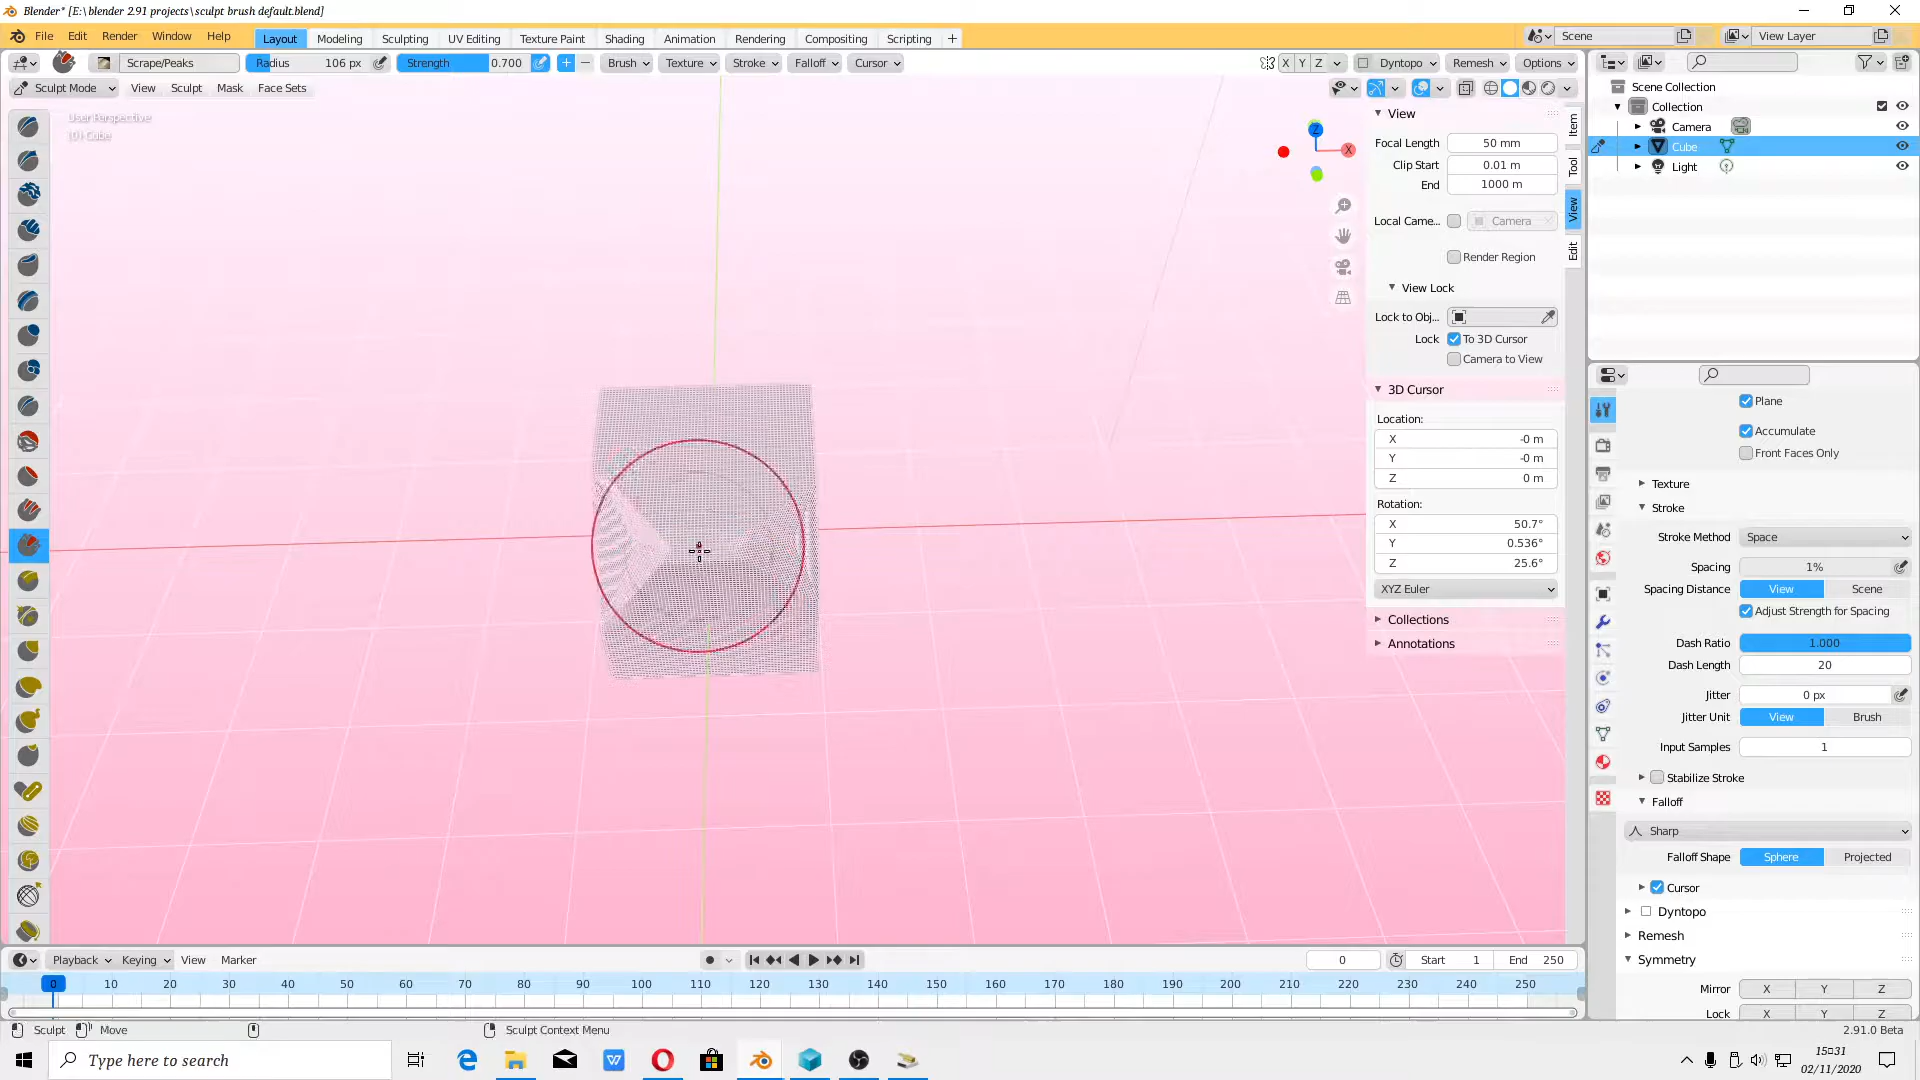 Blender* [E:\blender 2.91 projects\sculpt brush default.blend]
File Edit Render Window Help Layout Modeling Sculpting UV Editing Texture Paint Shading Animation Rendering Compositing Scripting + Scene View Layer
Scrape/Peaks Radius 106 px Strength 0.700 + − Brush Texture Stroke Falloff Cursor X Y Z Dyntopo Remesh Options
Sculpt Mode View Sculpt Mask Face Sets
User Perspective
(0) Cube
Z
X
View
Focal Length 50 mm
Clip Start 0.01 m
End 1000 m
Local Came... Camera
Render Region
View Lock
Lock to Obj...
Lock To 3D Cursor
Camera to View
3D Cursor
Location:
X -0 m
Y -0 m
Z 0 m
Rotation:
X 50.7°
Y 0.536°
Z 25.6°
XYZ Euler
Collections
Annotations
Item
Tool
View
Edit
Scene Collection
Collection
Camera
Cube
Light
Plane
Accumulate
Front Faces Only
Texture
Stroke
Stroke Method Space
Spacing 1%
Spacing Distance View Scene
Adjust Strength for Spacing
Dash Ratio 1.000
Dash Length 20
Jitter 0 px
Jitter Unit View Brush
Input Samples 1
Stabilize Stroke
Falloff
Sharp
Falloff Shape Sphere Projected
Cursor
Dyntopo
Remesh
Symmetry
Mirror X Y Z
Lock X Y Z
Playback Keying View Marker 0 Start 1 End 250
0 10 20 30 40 50 60 70 80 90 100 110 120 130 140 150 160 170 180 190 200 210 220 230 240 250
Sculpt Move Sculpt Context Menu 2.91.0 Beta
Type here to search
15:31
02/11/2020